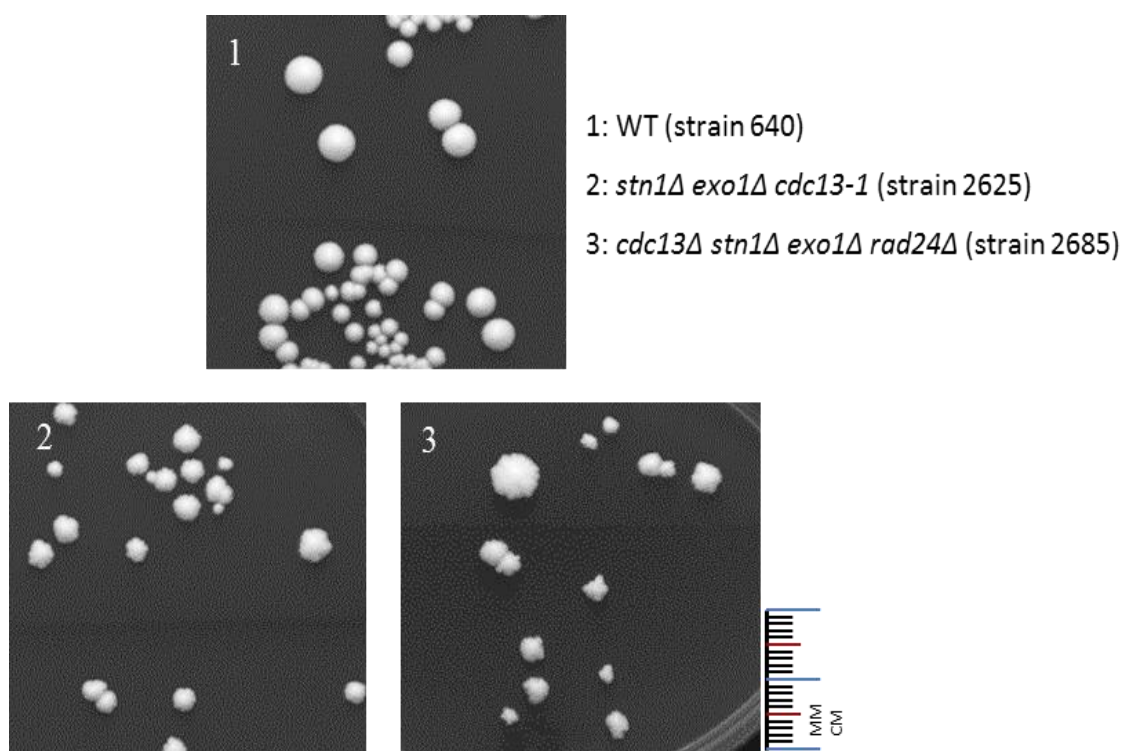 1
1: WT (strain 640)
2: stn1Δ exo1Δ cdc13-1 (strain 2625)
3: cdc13Δ stn1Δ exo1Δ rad24Δ (strain 2685)
2
3
MM
CM